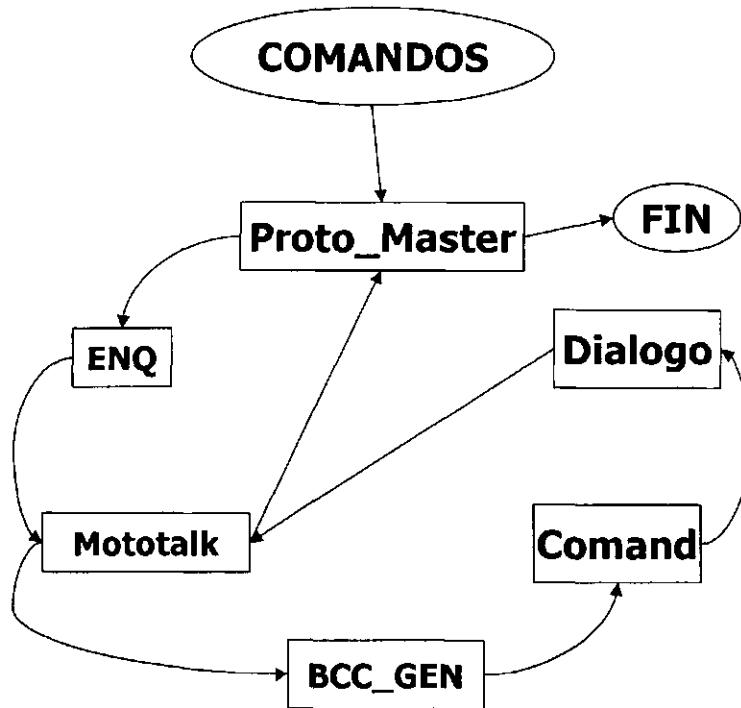 COMANDOS
Proto_Master
FIN
ENQ
Dialogo
Mototalk
Comand
BCC_GEN